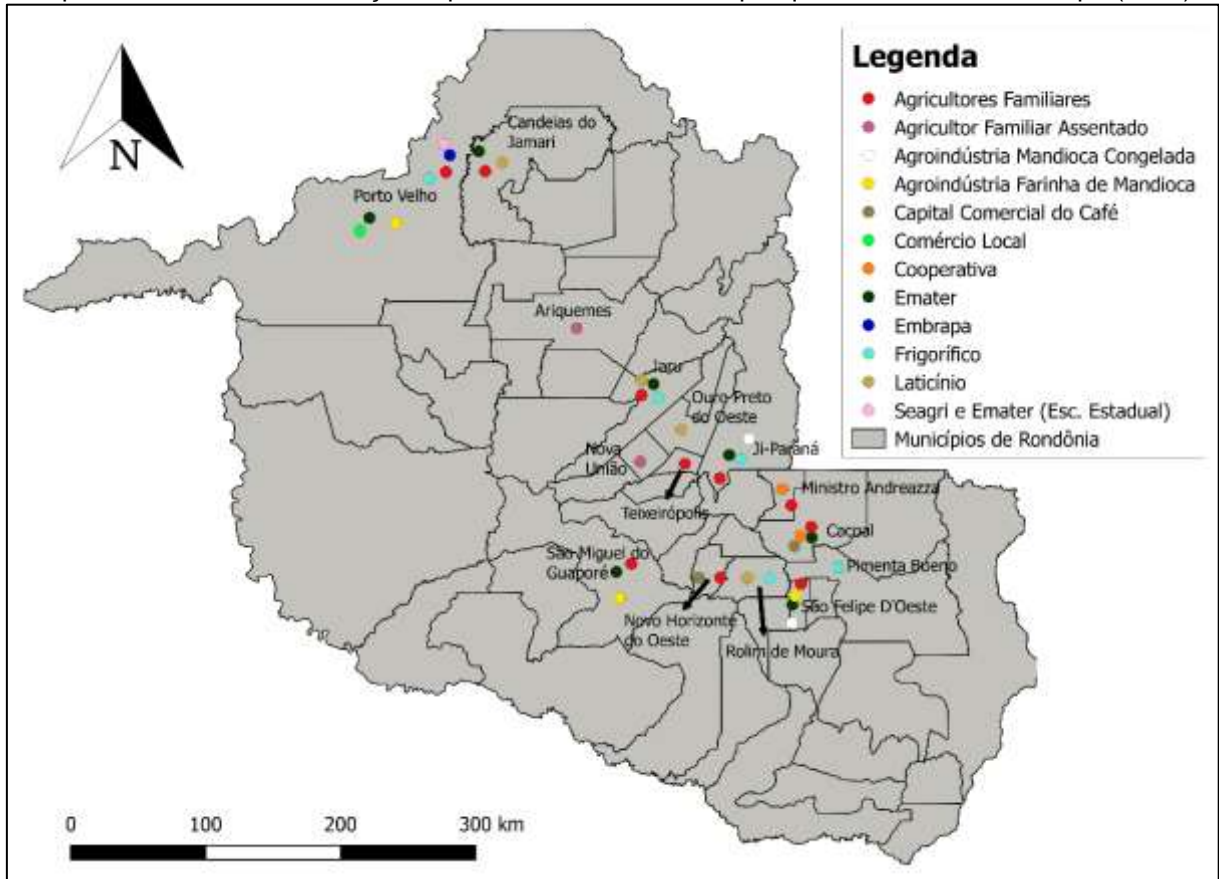 Legenda
Agricultores Familiares
Agricultor Familiar Assentado
Agroindústria Mandioca Congelada
Agroindústria Farinha de Mandioca
Capital Comercial do Café
Comércio Local
Cooperativa
Emater
Embrapa
Frigorífico
Laticínio
Seagri e Emater (Esc. Estadual)
Municípios de Rondônia
N
Candeias do
Jamari
Porto Velho
Ariquemes
Jaru
Ouro Preto
do Oeste
Nova
União
Ji-Paraná
Teixeirópolis
Ministro Andreazza
Cacoal
São Miguel do
Guaporé
Pimenta Bueno
Novo Horizonte
do Oeste
São Felipe D'Oeste
Rolim de Moura
0 100 200 300 km